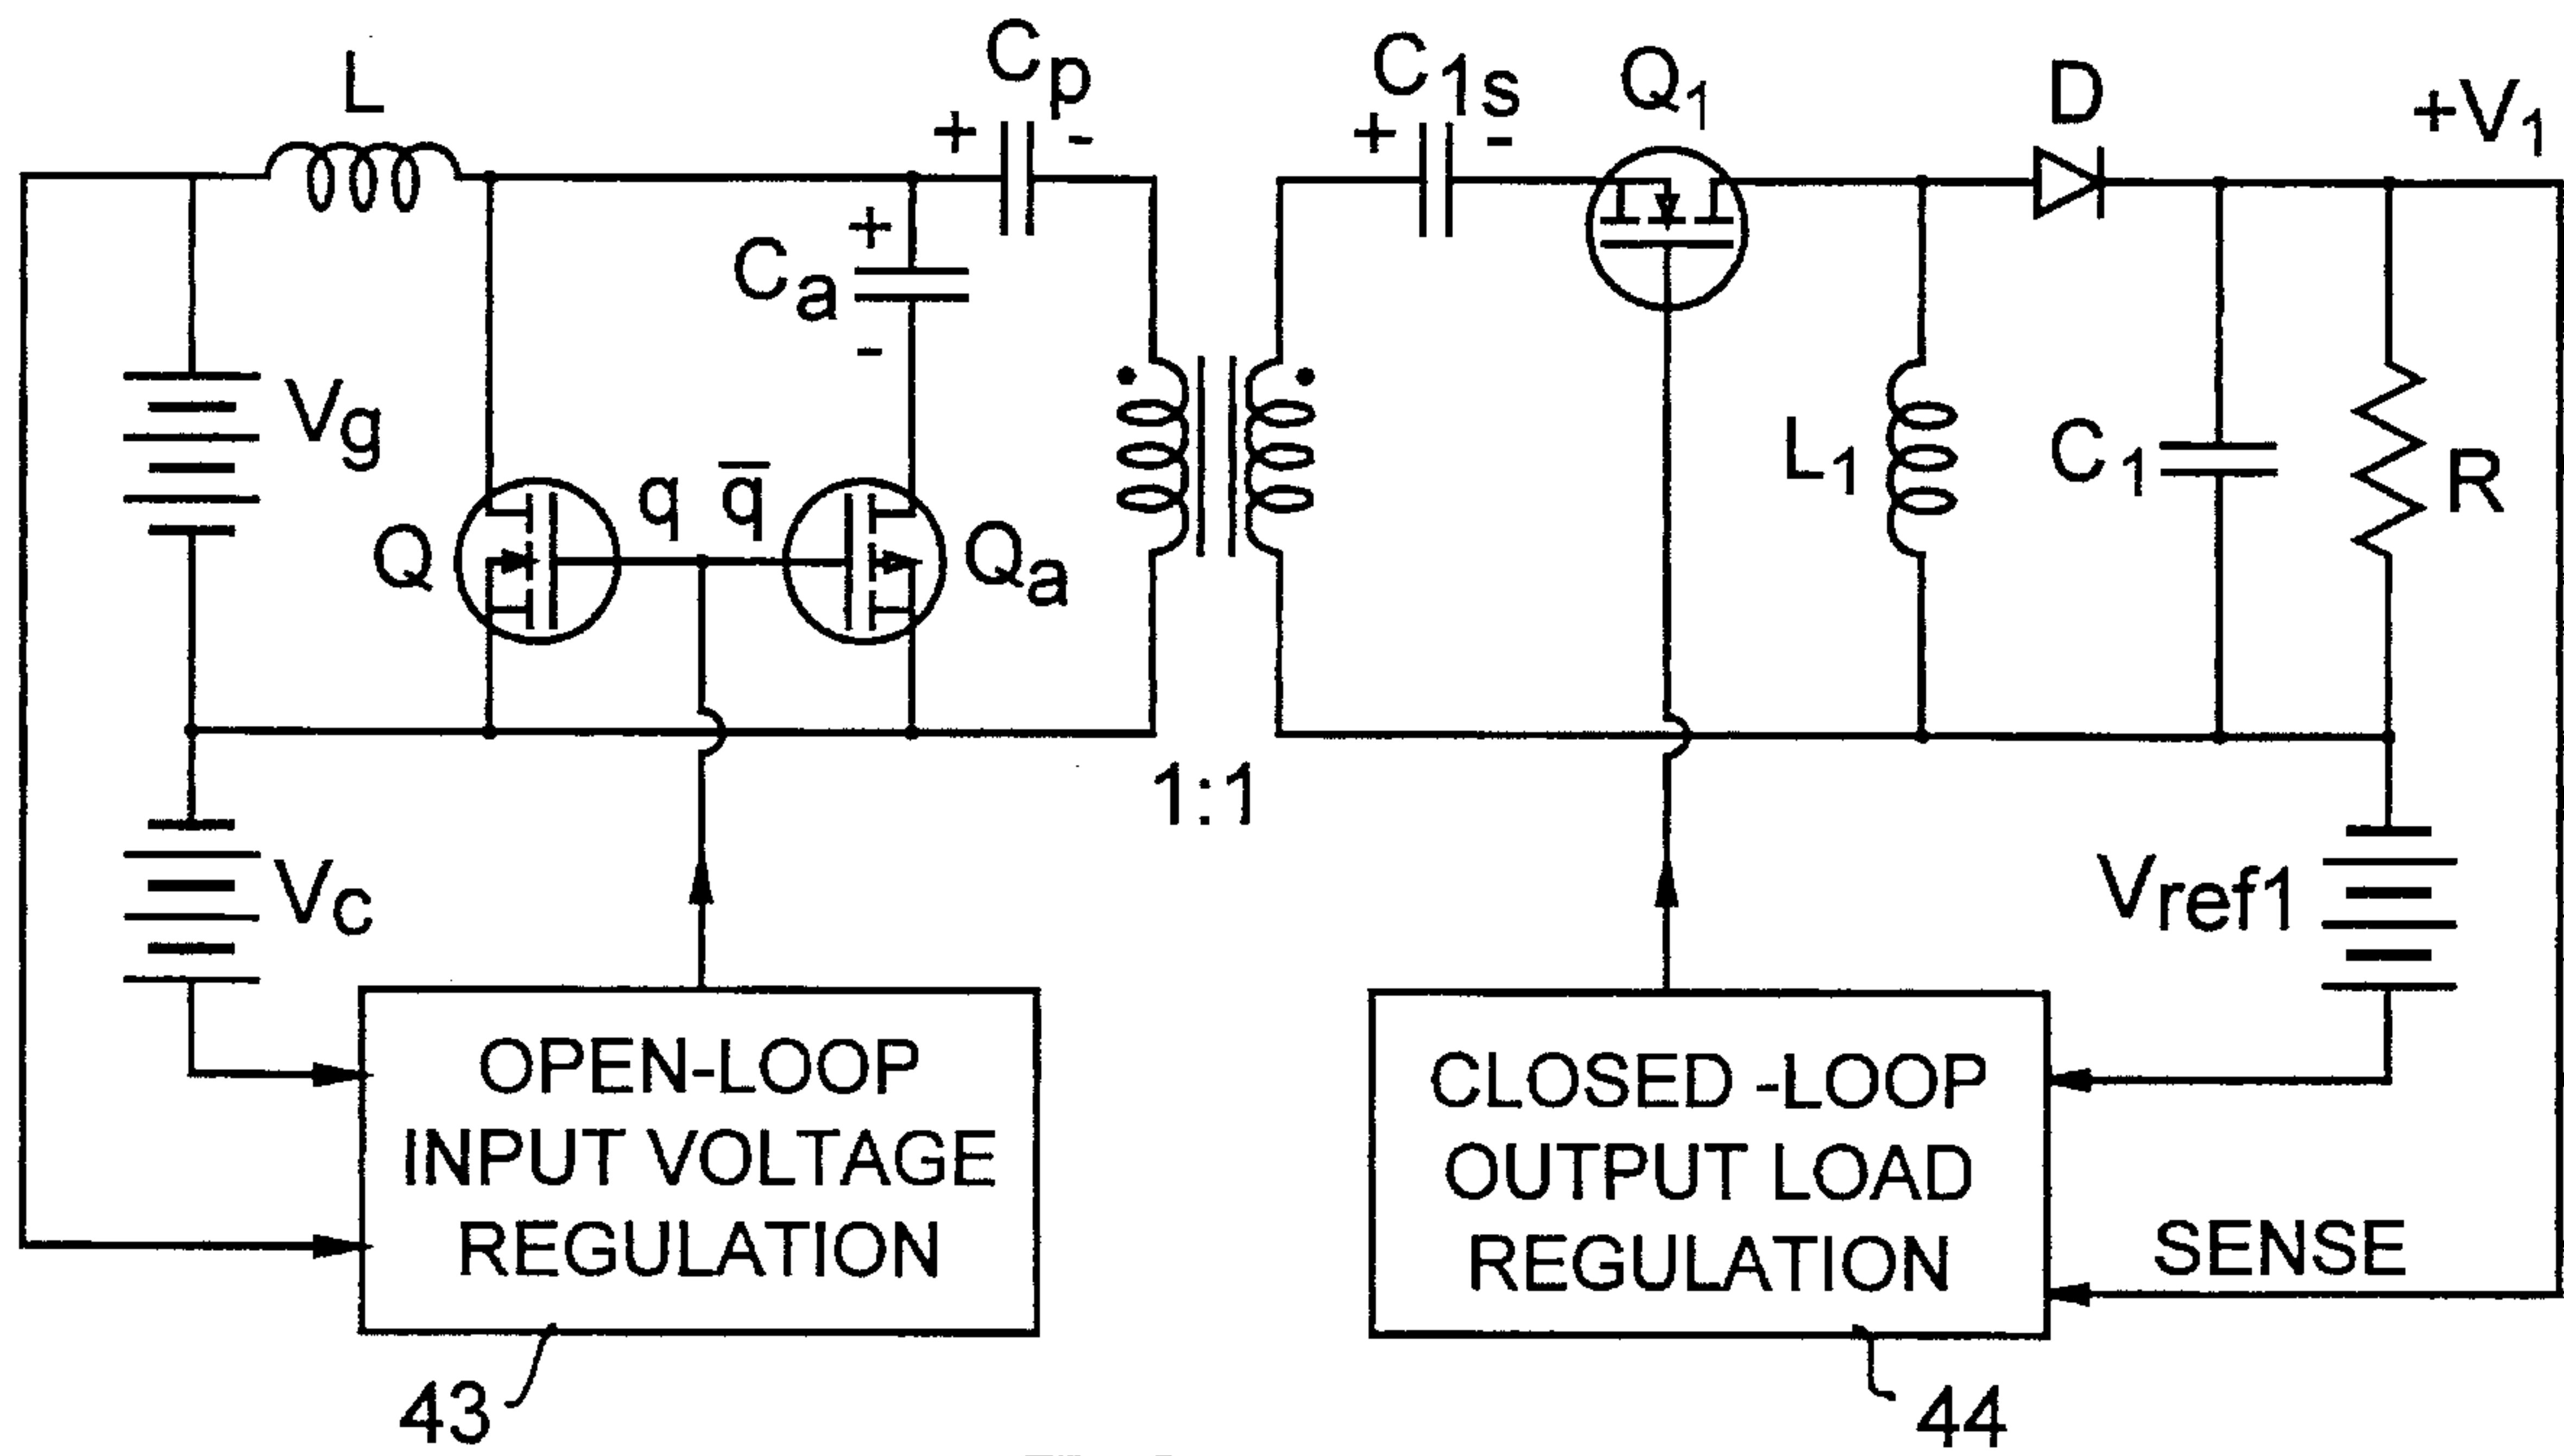 L
Cp
+ -
C1s
+ -
Q1
D
+V1
+
Ca
-
Vg
Q
q q̅
Qa
L1
C1
R
1:1
Vc
Vref1
OPEN-LOOP
INPUT VOLTAGE
REGULATION
CLOSED -LOOP
OUTPUT LOAD
REGULATION
SENSE
43
44